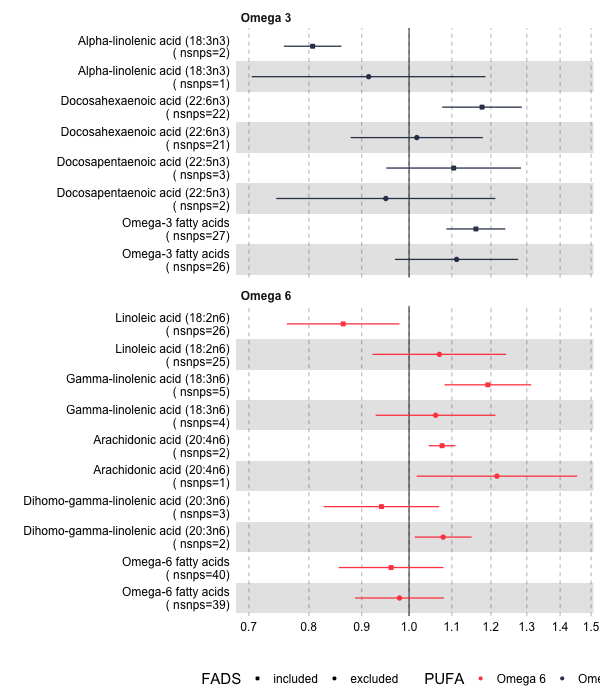 Omega 3
Alpha-linolenic acid (18:3n3)
( nsnps=2)
Alpha-linolenic acid (18:3n3)
( nsnps=1)
Docosahexaenoic acid (22:6n3)
( nsnps=22)
Docosahexaenoic acid (22:6n3)
( nsnps=21)
Docosapentaenoic acid (22:5n3)
( nsnps=3)
Docosapentaenoic acid (22:5n3)
( nsnps=2)
Omega-3 fatty acids
( nsnps=27)
Omega-3 fatty acids
( nsnps=26)
Omega 6
Linoleic acid (18:2n6)
( nsnps=26)
Linoleic acid (18:2n6)
( nsnps=25)
Gamma-linolenic acid (18:3n6)
( nsnps=5)
Gamma-linolenic acid (18:3n6)
( nsnps=4)
Arachidonic acid (20:4n6)
( nsnps=2)
Arachidonic acid (20:4n6)
( nsnps=1)
Dihomo-gamma-linolenic acid (20:3n6)
( nsnps=3)
Dihomo-gamma-linolenic acid (20:3n6)
( nsnps=2)
Omega-6 fatty acids
( nsnps=40)
Omega-6 fatty acids
( nsnps=39)
0.7 0.8 0.9 1.0 1.1 1.2 1.3 1.4 1.5
FADS included excluded PUFA Omega 6 Ome